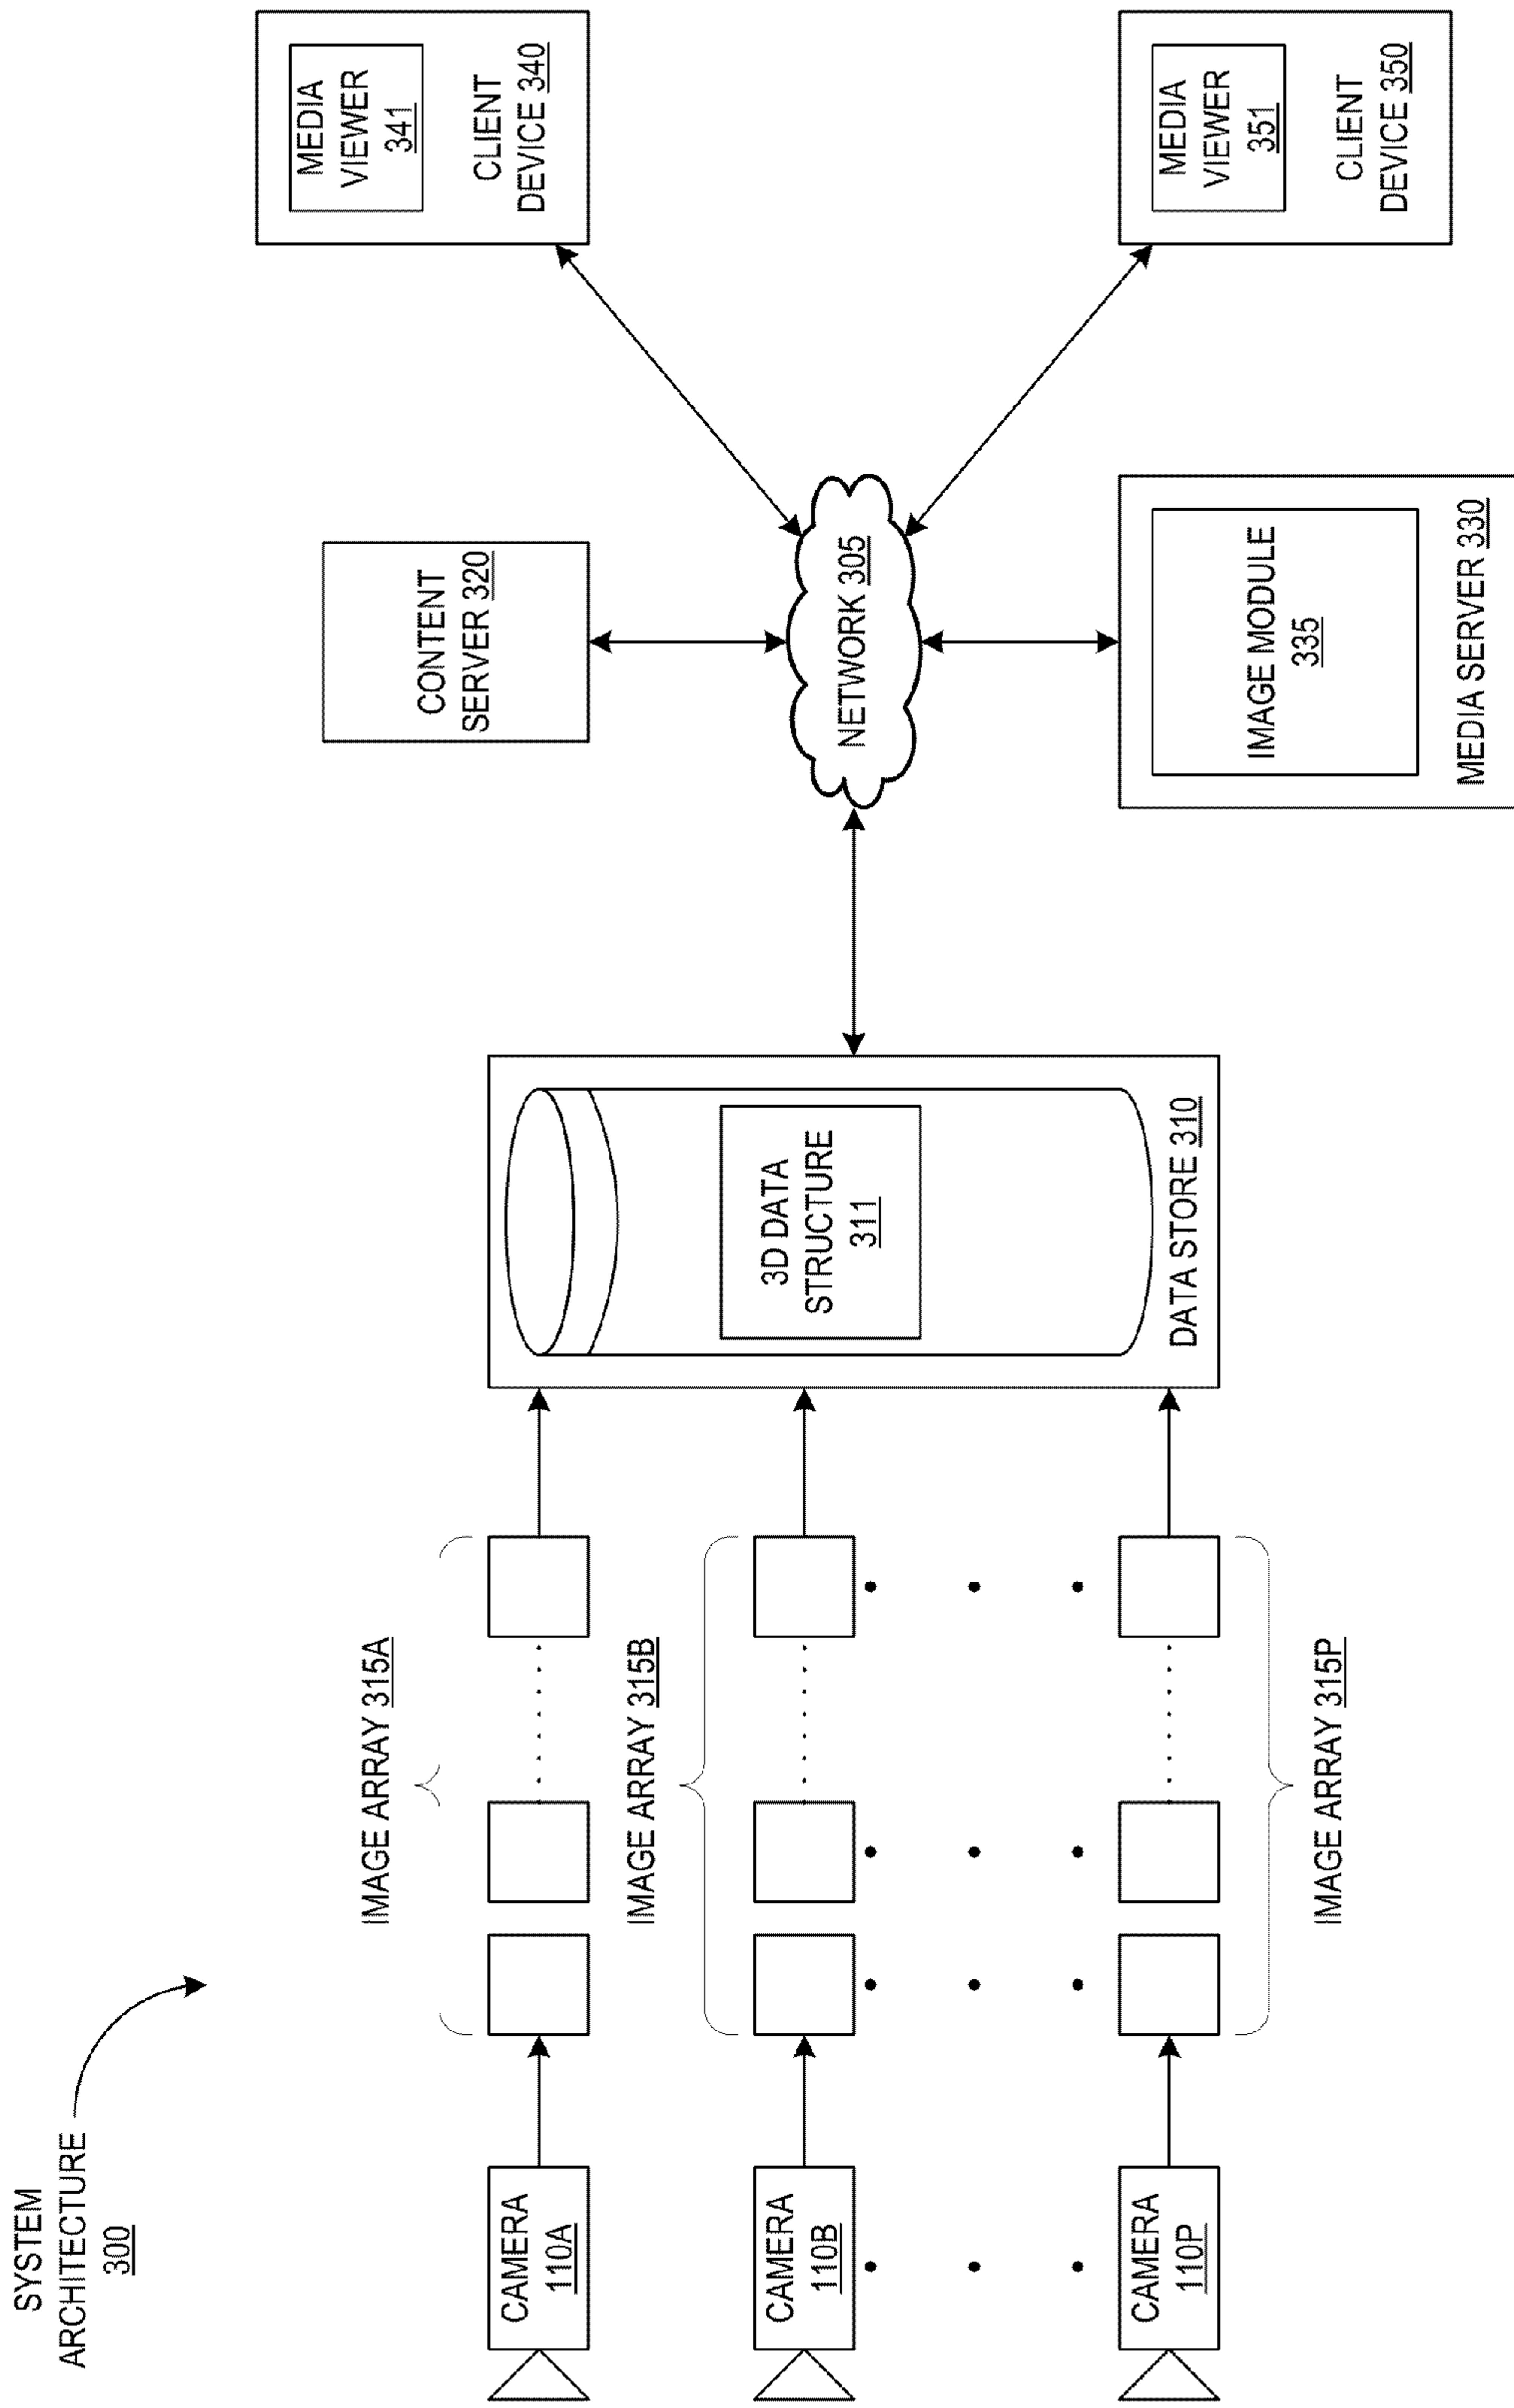 SYSTEM
ARCHITECTURE
300
IMAGE ARRAY 315A
IMAGE ARRAY 315B
IMAGE ARRAY 315P
CAMERA
110A
CAMERA
110B
CAMERA
110P
3D DATA
STRUCTURE
311
DATA STORE 310
CONTENT
SERVER 320
NETWORK 305
IMAGE MODULE
335
MEDIA SERVER 330
MEDIA
VIEWER
341
CLIENT
DEVICE 340
MEDIA
VIEWER
351
CLIENT
DEVICE 350